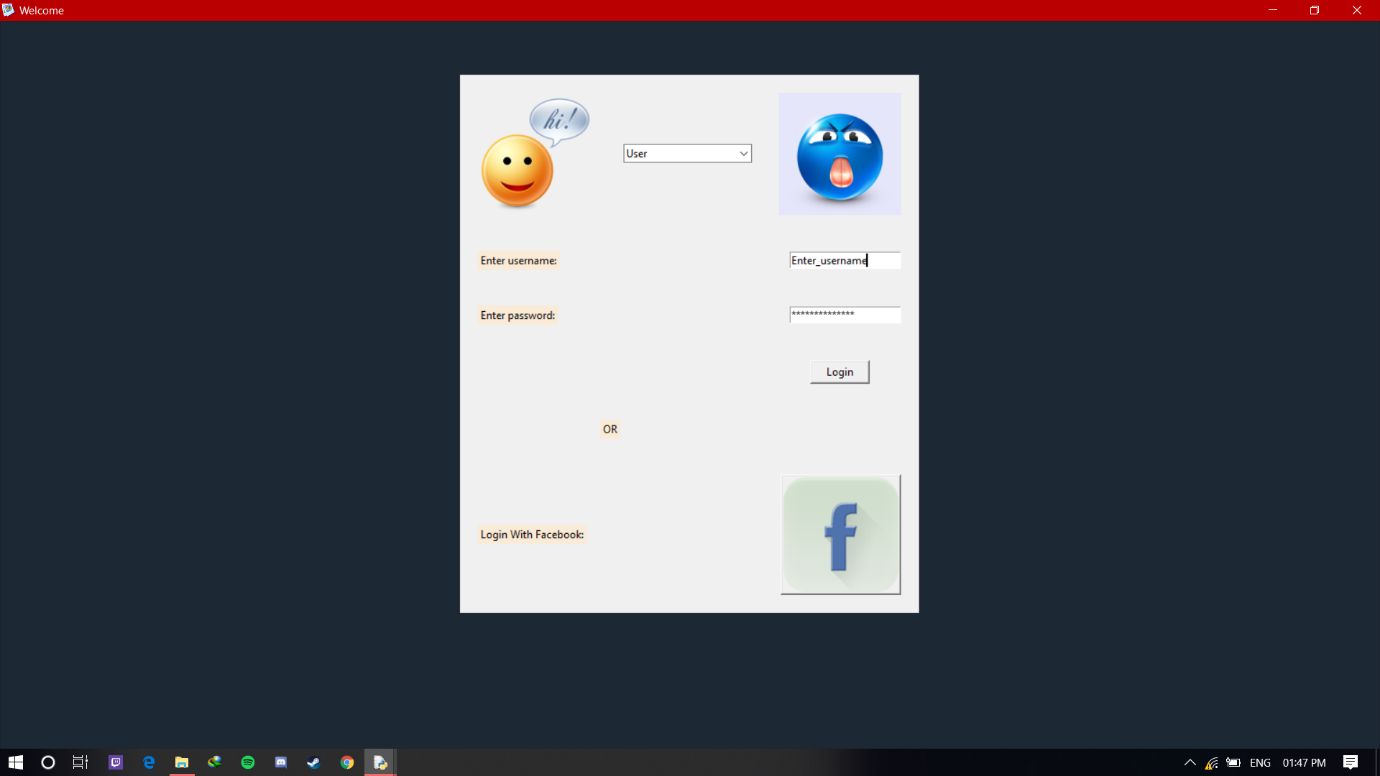 Welcome
hi!
User
Enter username:
Enter_username
Enter password:
**************
Login
OR
Login With Facebook:
f
ENG
01:47 PM